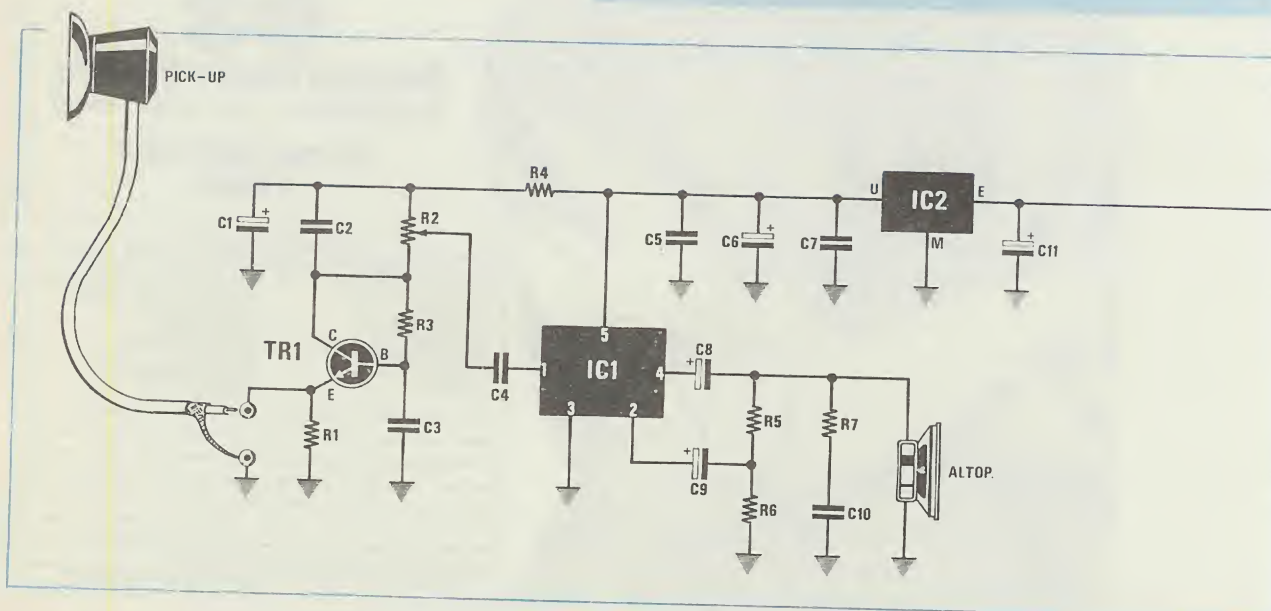 PICK-UP
R4
U
IC2
E
C1
+
C2
R2
C5
C6
+
C7
M
+
C11
R3
C
TR1
B
E
5
1
IC1
4
+
C8
C4
3
2
R1
C3
R5
R7
+
C9
ALTOP.
R6
C10